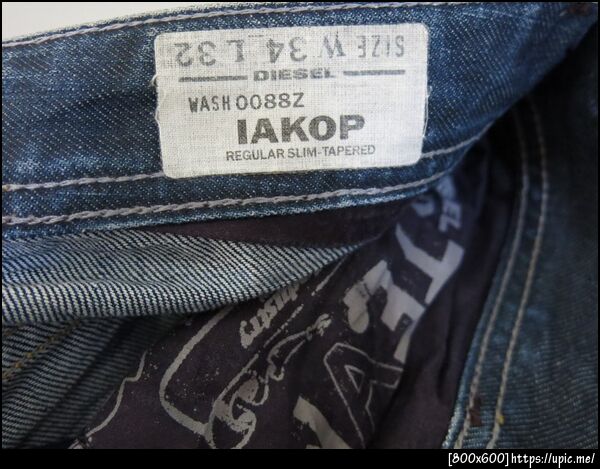 SIZE W 34 L 32
DIESEL
WASH 0088Z
IAKOP
REGULAR SLIM-TAPERED
[800x600]https://upic.me/